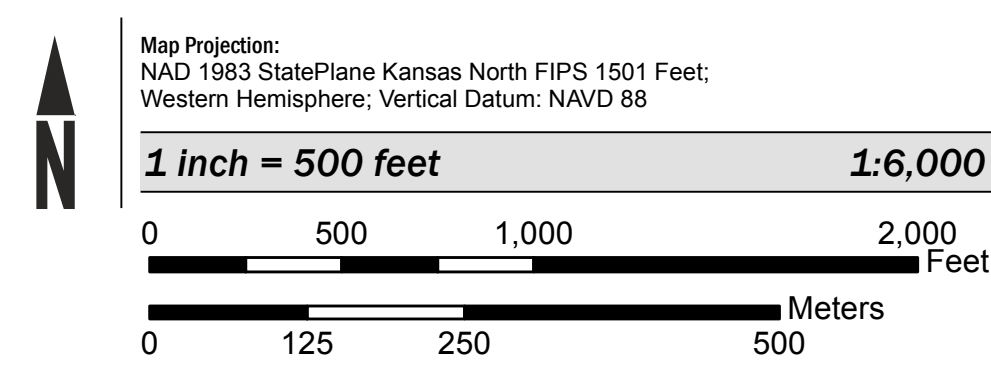 N
Map Projection:
NAD 1983 StatePlane Kansas North FIPS 1501 Feet;
Western Hemisphere; Vertical Datum: NAVD 88
1 inch = 500 feet 1:6,000
0 500 1,000 2,000
Feet
Meters
0 125 250 500